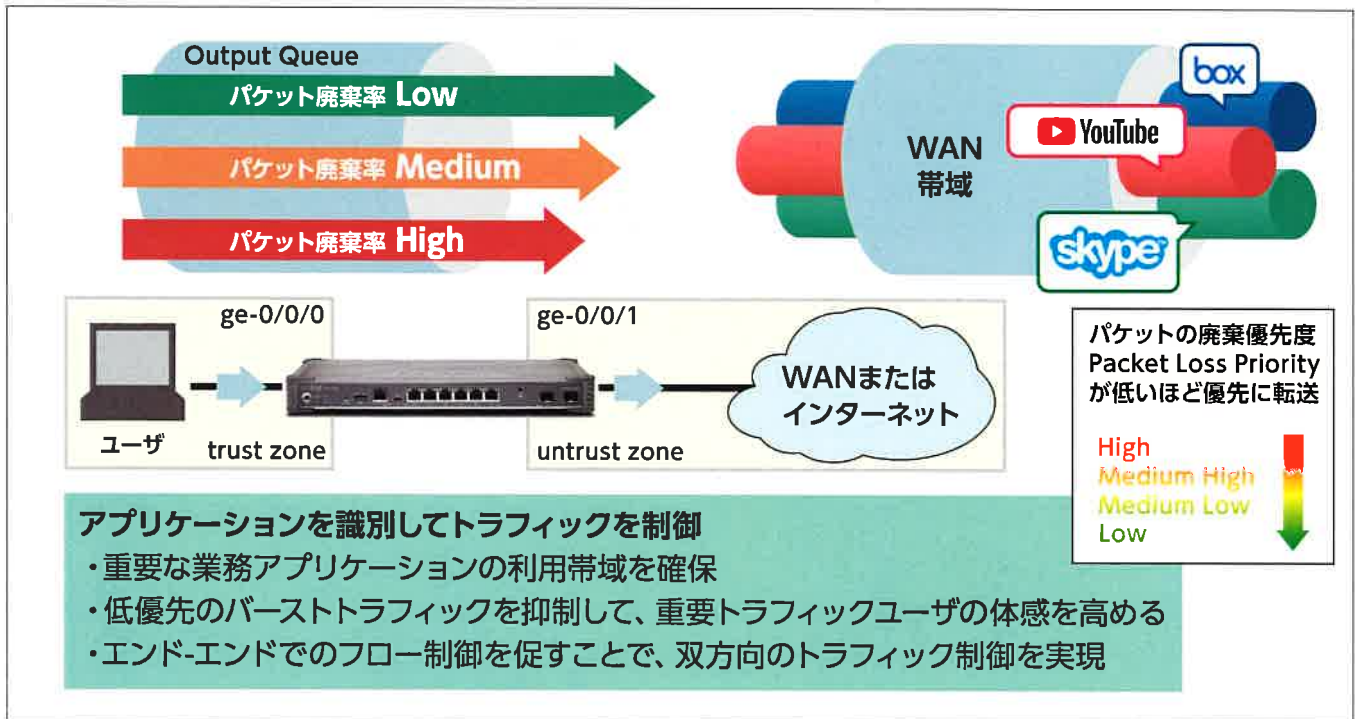 Output Queue
パケット廃棄率 Low
パケット廃棄率 Medium
パケット廃棄率 High
WAN
帯域
box
YouTube
skype
ge-0/0/0
ge-0/0/1
ユーザ
trust zone
untrust zone
WANまたは
インターネット
パケットの廃棄優先度
Packet Loss Priority
が低いほど優先に転送
High
Medium High
Medium Low
Low
アプリケーションを識別してトラフィックを制御
・重要な業務アプリケーションの利用帯域を確保
・低優先のバーストトラフィックを抑制して、重要トラフィックユーザの体感を高める
・エンド-エンドでのフロー制御を促すことで、双方向のトラフィック制御を実現